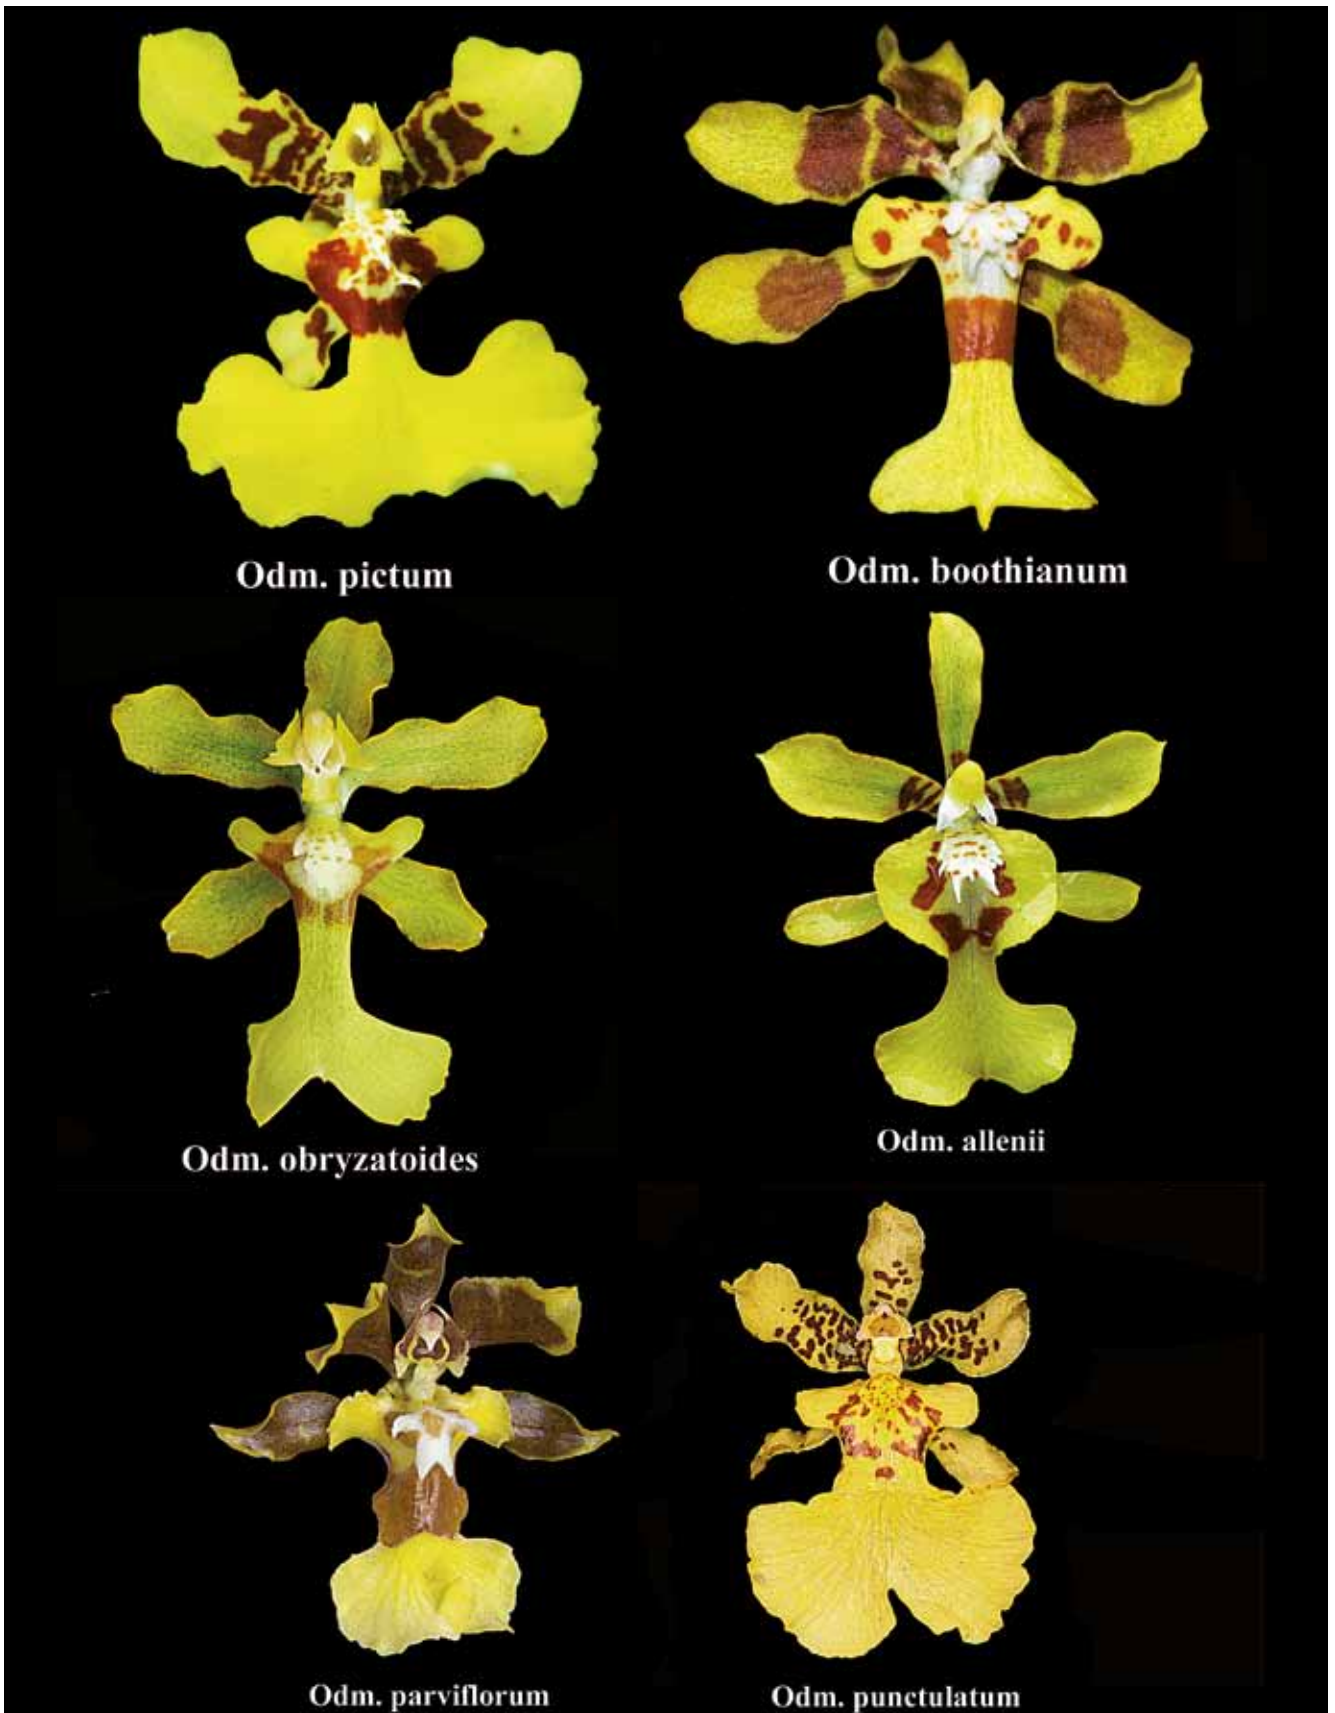 Odm. pictum
Odm. boothianum
Odm. obryzatoides
Odm. allenii
Odm. parviflorum
Odm. punctulatum